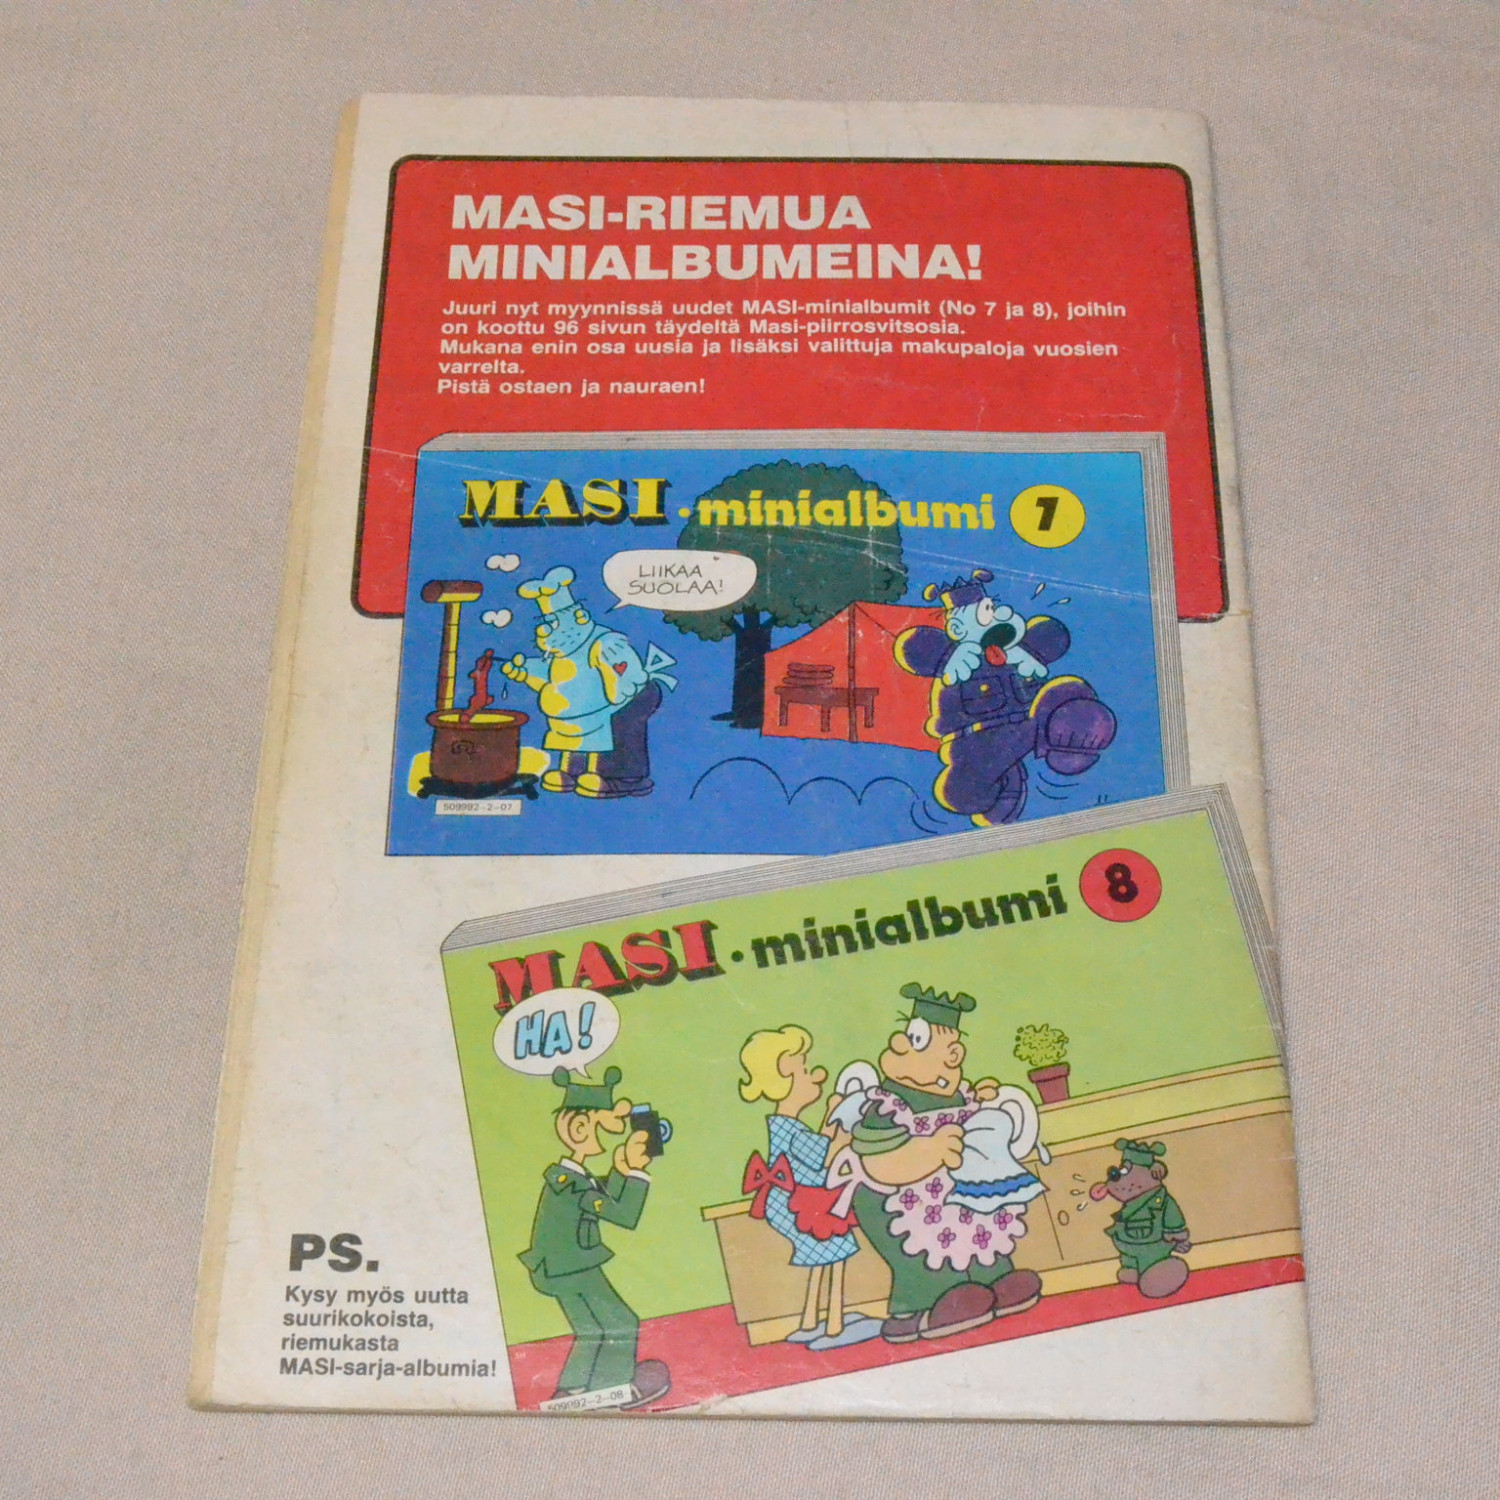 MASI-RIEMUA
MINIALBUMEINA!
Juuri nyt myynnissä uudet MASI-minialbumit (No 7 ja 8), joihin
on koottu 96 sivun täydeltä Masi-piirrosvitsosia.
Mukana enin osa uusia ja lisäksi valittuja makupaloja vuosien
varrelta.
Pistä ostaen ja nauraen!
MASI • minialbumi 7
LIIKAA
SUOLAA!
509992-2-07
MASI • minialbumi 8
HA!
509992-2-08
PS.
Kysy myös uutta
suurikokoista,
riemukasta
MASI-sarja-albumia!